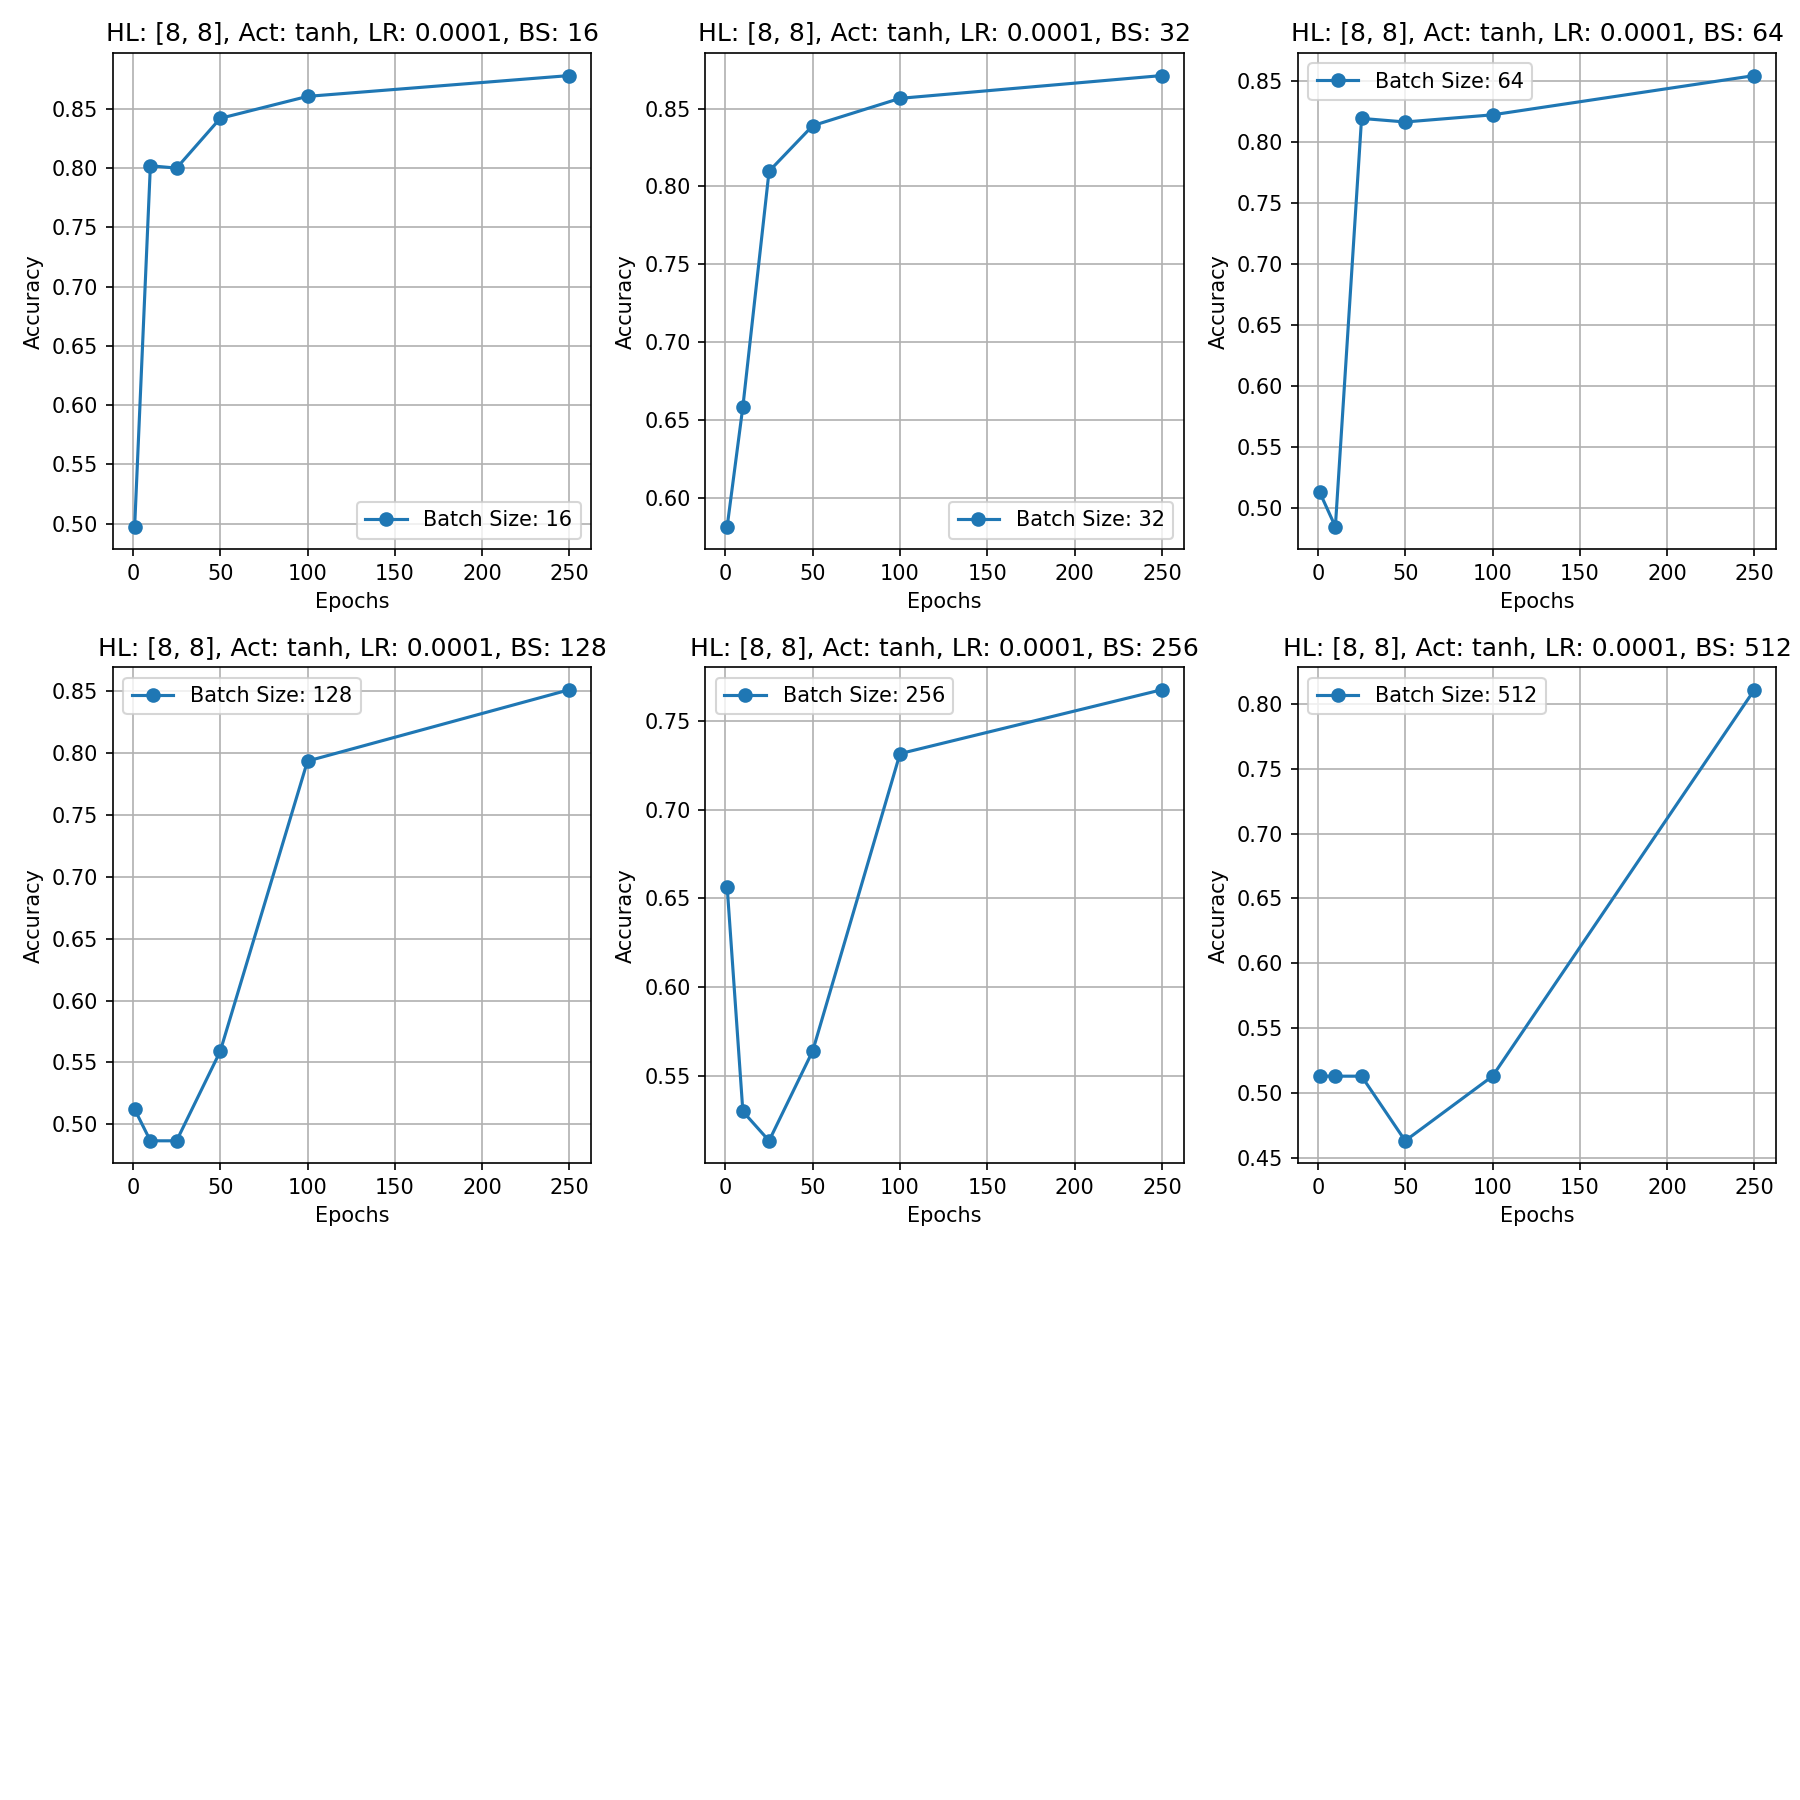 HL: [8, 8], Act: tanh, LR: 0.0001, BS: 16
Accuracy
0.85
0.80
0.75
0.70
0.65
0.60
0.55
0.50
Batch Size: 16
0 50 100 150 200 250
Epochs
HL: [8, 8], Act: tanh, LR: 0.0001, BS: 32
Accuracy
0.85
0.80
0.75
0.70
0.65
0.60
Batch Size: 32
0 50 100 150 200 250
Epochs
HL: [8, 8], Act: tanh, LR: 0.0001, BS: 64
Batch Size: 64
Accuracy
0.85
0.80
0.75
0.70
0.65
0.60
0.55
0.50
0 50 100 150 200 250
Epochs
HL: [8, 8], Act: tanh, LR: 0.0001, BS: 128
Batch Size: 128
Accuracy
0.85
0.80
0.75
0.70
0.65
0.60
0.55
0.50
0 50 100 150 200 250
Epochs
HL: [8, 8], Act: tanh, LR: 0.0001, BS: 256
Batch Size: 256
Accuracy
0.75
0.70
0.65
0.60
0.55
0 50 100 150 200 250
Epochs
HL: [8, 8], Act: tanh, LR: 0.0001, BS: 512
Batch Size: 512
Accuracy
0.80
0.75
0.70
0.65
0.60
0.55
0.50
0.45
0 50 100 150 200 250
Epochs